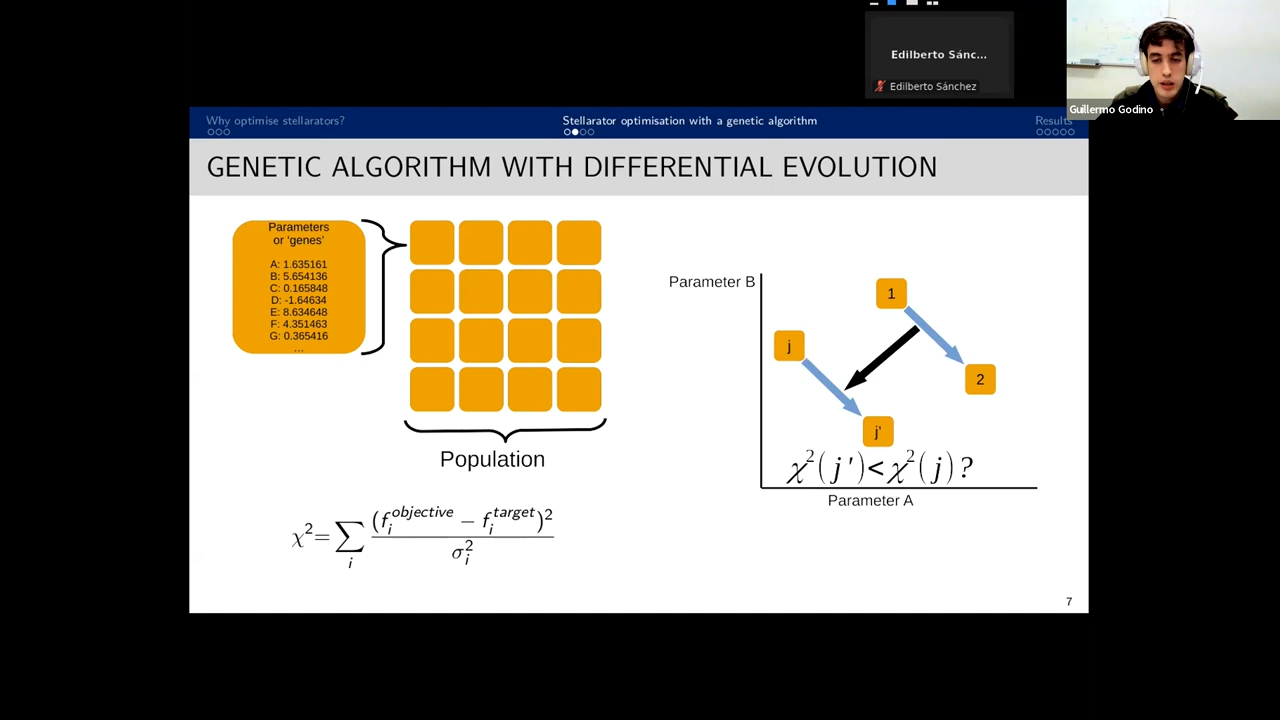 Edilberto Sánc...
Edilberto Sánchez
Guillermo Godino
Why optimise stellarators?
Stellarator optimisation with a genetic algorithm
Results
GENETIC ALGORITHM WITH DIFFERENTIAL EVOLUTION
Parameters
or 'genes'
A: 1.635161
B: 5.654136
C: 0.165848
D: -1.64634
E: 8.634648
F: 4.351463
G: 0.365416
...
Population
χ² = ∑_i (f_i^objective − f_i^target)² / σ_i²
Parameter B
1
j
2
j'
χ²(j')<χ²(j)?
Parameter A
7